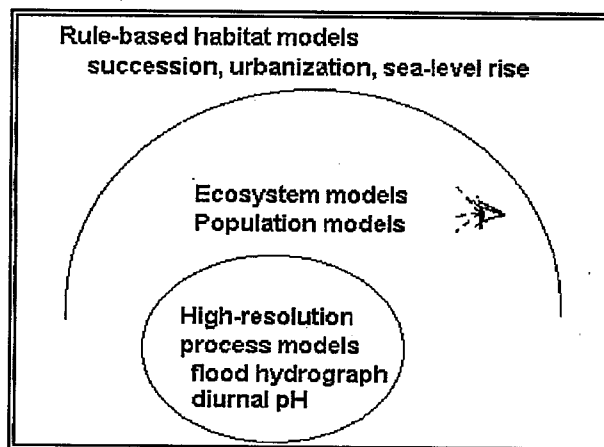 Rule-based habitat models
succession, urbanization, sea-level rise
Ecosystem models
Population models
High-resolution
process models
flood hydrograph
diurnal pH